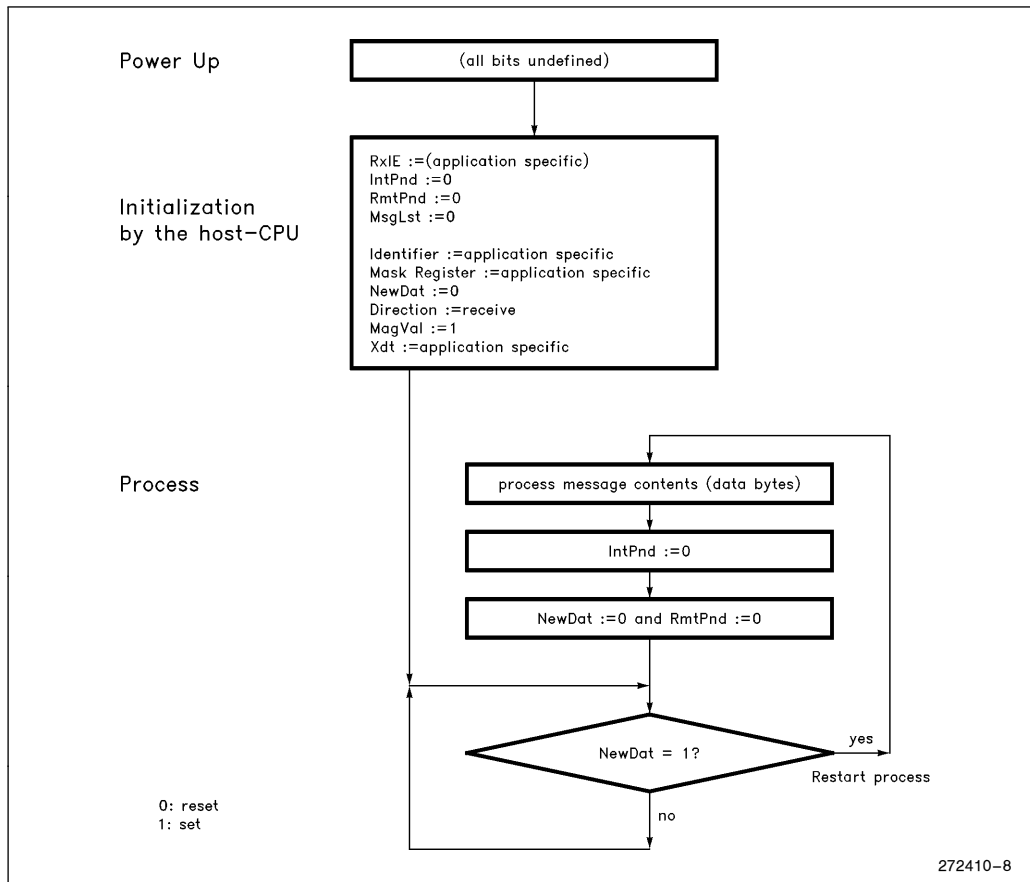 Power Up
(all bits undefined)
Initialization
by the host-CPU
RxIE :=(application specific)
IntPnd :=0
RmtPnd :=0
MsgLst :=0
Identifier :=application specific
Mask Register :=application specific
NewDat :=0
Direction :=receive
MagVal :=1
Xdt :=application specific
Process
process message contents (data bytes)
IntPnd :=0
NewDat :=0 and RmtPnd :=0
NewDat = 1?
yes
Restart process
no
0: reset
1: set
272410-8